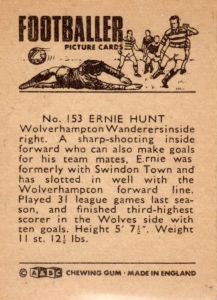 FOOTBALLER
PICTURE CARDS
No. 153 ERNIE HUNT
Wolverhampton Wanderersinside
right. A sharp-shooting inside
forward who can also make goals
for his team mates, Ernie was
formerly with Swindon Town and
has slotted in well with the
Wolverhampton forward line.
Played 31 league games last sea-
son, and finished third-highest
scorer in the Wolves side with
ten goals. Height 5' 7½". Weight
11 st. 12½ lbs.
© A&BC CHEWING GUM · MADE IN ENGLAND